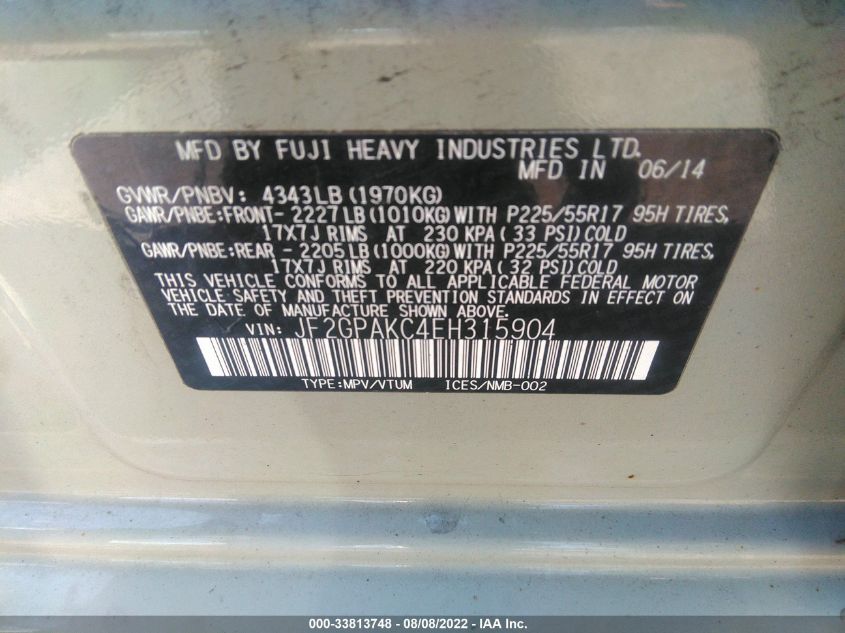 MFD BY FUJI HEAVY INDUSTRIES LTD.
MFD IN 06/14
GVWR/PNBV: 4343LB (1970KG)
GAWR/PNBE:FRONT- 2227LB (1010KG) WITH P225/55R17 95H TIRES,
17X7J RIMS AT 230 KPA ( 33 PSI) COLD
GAWR/PNBE:REAR - 2205LB (1000KG) WITH P225/55R17 95H TIRES,
17X7J RIMS AT 220 KPA ( 32 PSI) COLD
THIS VEHICLE CONFORMS TO ALL APPLICABLE FEDERAL MOTOR
VEHICLE SAFETY AND THEFT PREVENTION STANDARDS IN EFFECT ON
THE DATE OF MANUFACTURE SHOWN ABOVE.
VIN: JF2GPAKC4EH315904
TYPE:MPV/VTUM ICES/NMB-002
000-33813748 - 08/08/2022 - IAA Inc.